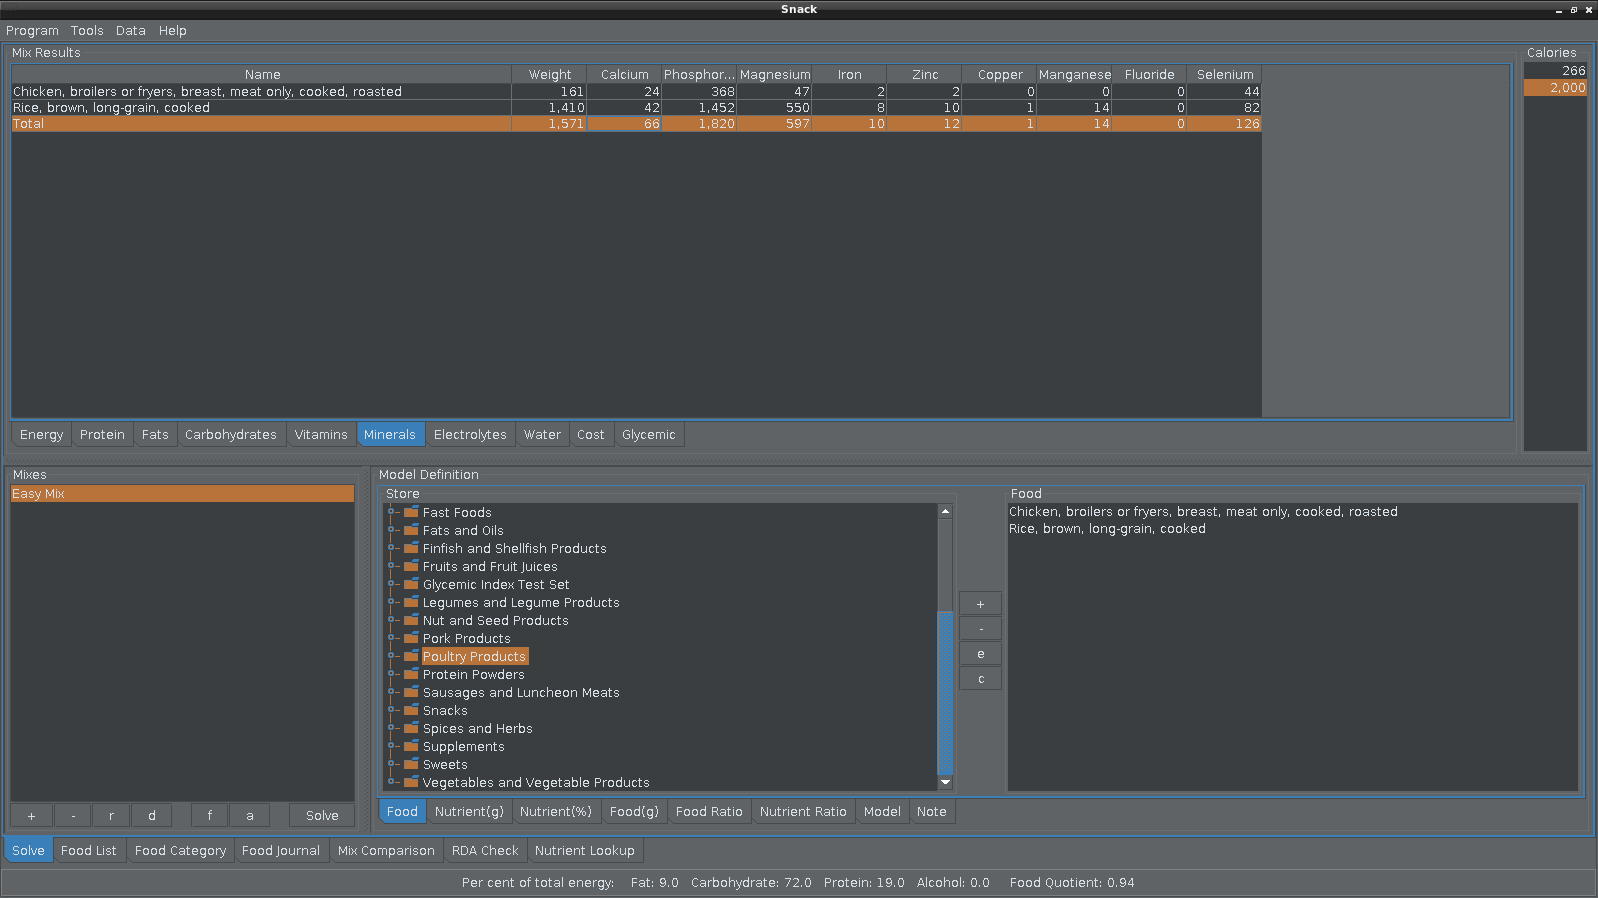 Snack
Program Tools Data Help
Mix Results
Name Weight Calcium Phosphor... Magnesium Iron Zinc Copper Manganese Fluoride Selenium
Chicken, broilers or fryers, breast, meat only, cooked, roasted 161 24 368 47 2 2 0 0 0 44
Rice, brown, long-grain, cooked 1,410 42 1,452 550 8 10 1 14 0 82
Total 1,571 66 1,820 597 10 12 1 14 0 126
Calories
266
2,000
Energy Protein Fats Carbohydrates Vitamins Minerals Electrolytes Water Cost Glycemic
Mixes
Easy Mix
+ - r d f a Solve
Model Definition
Store
Fast Foods
Fats and Oils
Finfish and Shellfish Products
Fruits and Fruit Juices
Glycemic Index Test Set
Legumes and Legume Products
Nut and Seed Products
Pork Products
Poultry Products
Protein Powders
Sausages and Luncheon Meats
Snacks
Spices and Herbs
Supplements
Sweets
Vegetables and Vegetable Products
+
-
e
c
Food
Chicken, broilers or fryers, breast, meat only, cooked, roasted
Rice, brown, long-grain, cooked
Food Nutrient(g) Nutrient(%) Food(g) Food Ratio Nutrient Ratio Model Note
Solve Food List Food Category Food Journal Mix Comparison RDA Check Nutrient Lookup
Per cent of total energy: Fat: 9.0 Carbohydrate: 72.0 Protein: 19.0 Alcohol: 0.0 Food Quotient: 0.94